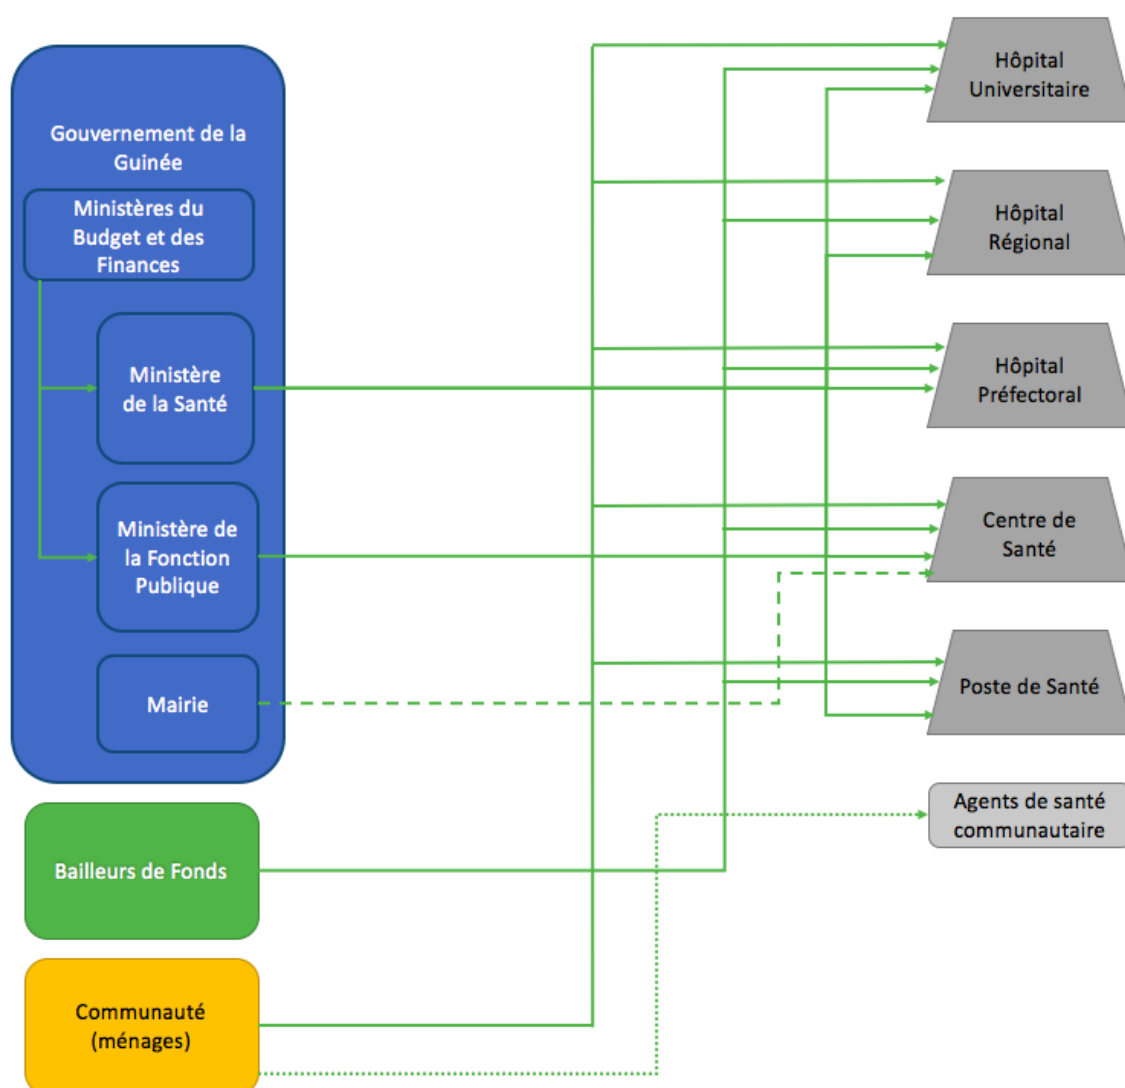 Gouvernement de la
Guinée
Ministères du
Budget et des
Finances
Ministère
de la Santé
Ministère de
la Fonction
Publique
Mairie
Bailleurs de Fonds
Communauté
(ménages)
Hôpital
Universitaire
Hôpital
Régional
Hôpital
Préfectoral
Centre de
Santé
Poste de Santé
Agents de santé
communautaire